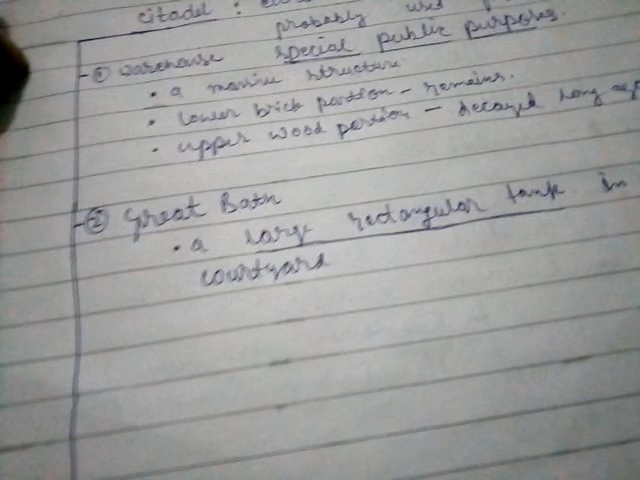 citadel :
probably used
special public purposes.
① warehouse
• a massive structure
• lower brick portion - remains.
• upper wood portion - decayed long ago
② Great Bath
• a large rectangular tank in
courtyard